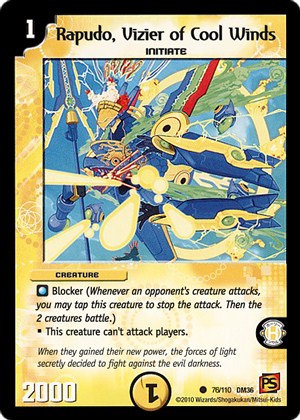 1
Rapudo, Vizier of Cool Winds
INITIATE
CREATURE
Blocker (Whenever an opponent's creature attacks,
you may tap this creature to stop the attack. Then the
2 creatures battle.)
This creature can't attack players.
When they gained their new power, the forces of light
secretly decided to fight against the evil darkness.
2000
1
76/110 DM36
©2010 Wizards/Shogakukan/Mitsui-Kids
PS